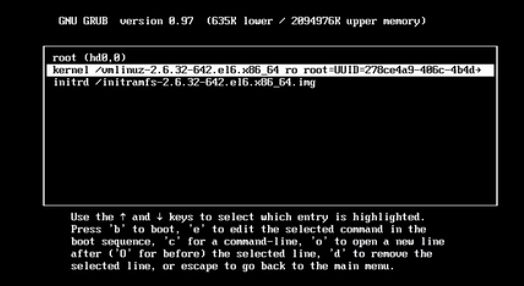 GNU GRUB  version 0.97  (635K lower / 2094976K upper memory)
root (hd0,0)
kernel /vmlinuz-2.6.32-642.el6.x86_64 ro root=UUID=278ce4a9-406c-4b4d→
initrd /initramfs-2.6.32-642.el6.x86_64.img
Use the ↑ and ↓ keys to select which entry is highlighted.
Press 'b' to boot, 'e' to edit the selected command in the
boot sequence, 'c' for a command-line, 'o' to open a new line
after ('O' for before) the selected line, 'd' to remove the
selected line, or escape to go back to the main menu.